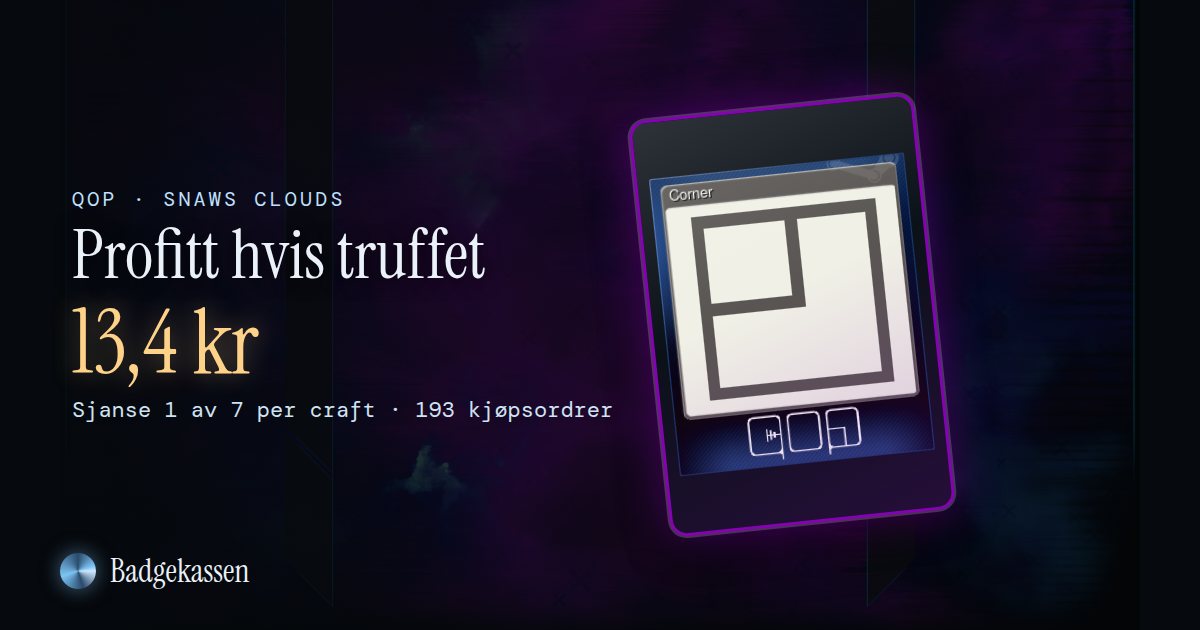 QOP · SNAWS CLOUDS
Profitt hvis truffet
13,4 kr
Sjanse 1 av 7 per craft · 193 kjøpsordrer
Corner
Badgekassen